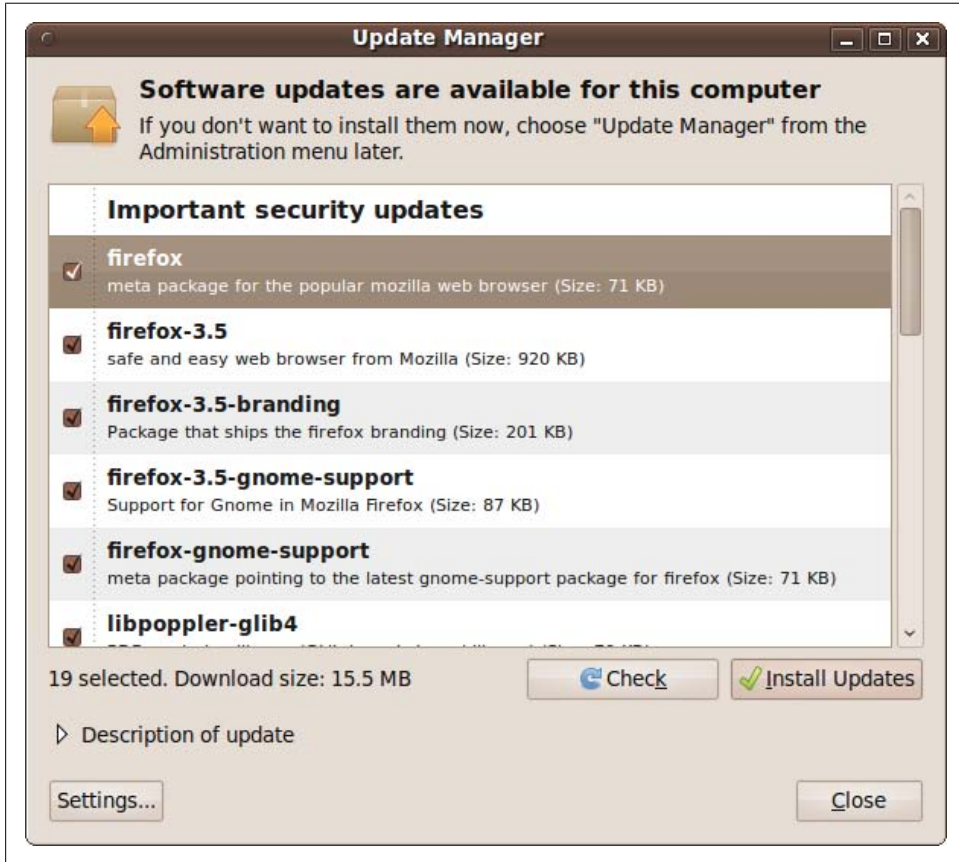 Update Manager
Software updates are available for this computer
If you don't want to install them now, choose "Update Manager" from the
Administration menu later.
Important security updates
firefox
meta package for the popular mozilla web browser (Size: 71 KB)
firefox-3.5
safe and easy web browser from Mozilla (Size: 920 KB)
firefox-3.5-branding
Package that ships the firefox branding (Size: 201 KB)
firefox-3.5-gnome-support
Support for Gnome in Mozilla Firefox (Size: 87 KB)
firefox-gnome-support
meta package pointing to the latest gnome-support package for firefox (Size: 71 KB)
libpoppler-glib4
19 selected. Download size: 15.5 MB
Check
Install Updates
Description of update
Settings...
Close